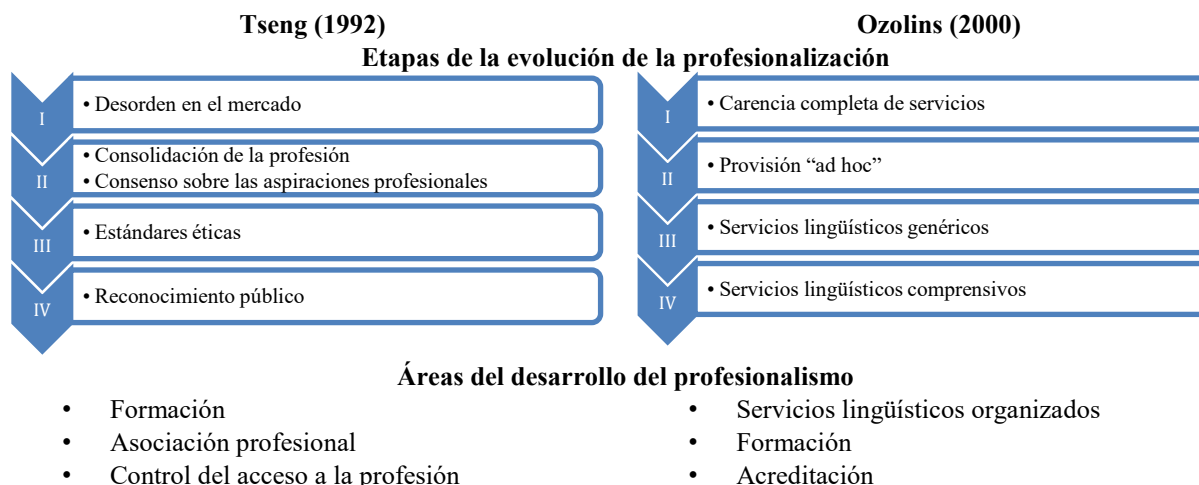 Tseng (1992)
Ozolins (2000)
Etapas de la evolución de la profesionalización
I
• Desorden en el mercado
II
• Consolidación de la profesión
• Consenso sobre las aspiraciones profesionales
III
• Estándares éticas
IV
• Reconocimiento público
I
• Carencia completa de servicios
II
• Provisión “ad hoc”
III
• Servicios lingüísticos genéricos
IV
• Servicios lingüísticos comprensivos
Áreas del desarrollo del profesionalismo
• Formación
• Asociación profesional
• Control del acceso a la profesión
• Servicios lingüísticos organizados
• Formación
• Acreditación